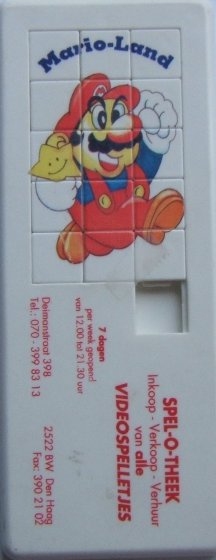 Mario-Land
SPEL-O-THEEK
Inkoop - Verkoop - Verhuur
van alle
VIDEOSPELLETJES
7 dagen
per week geopend
van 12.00 tot 21.30 uur
Deimanstraat 398
Tel.: 070 - 399 83 13
2522 BW Den Haag
Fax: 390 21 02